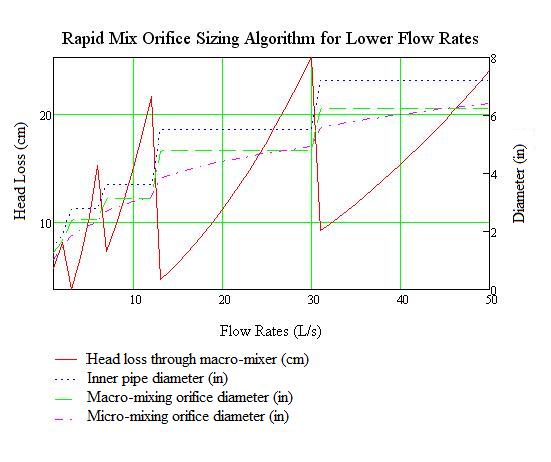 Rapid Mix Orifice Sizing Algorithm for Lower Flow Rates
8
20
6
4
10
2
0
10
20
30
40
50
Head Loss (cm)
Diameter (in)
Flow Rates (L/s)
Head loss through macro-mixer (cm)
Inner pipe diameter (in)
Macro-mixing orifice diameter (in)
Micro-mixing orifice diameter (in)